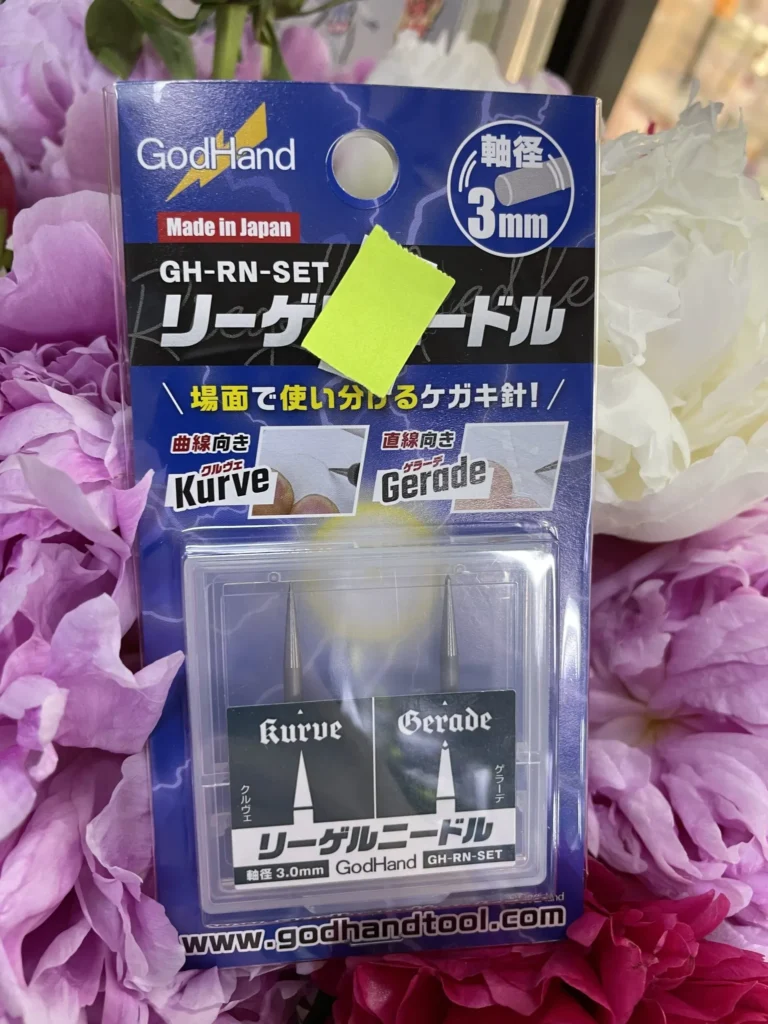 GodHand
軸径
3mm
Made in Japan
GH-RN-SET
リーゲルニードル
場面で使い分けるケガキ針!
曲線向き
クルヴェ
Kurve
直線向き
ゲラーデ
Gerade
Kurve
Gerade
クルヴェ
ゲラーデ
リーゲルニードル
軸径 3.0mm GodHand GH-RN-SET
www.godhandtool.com